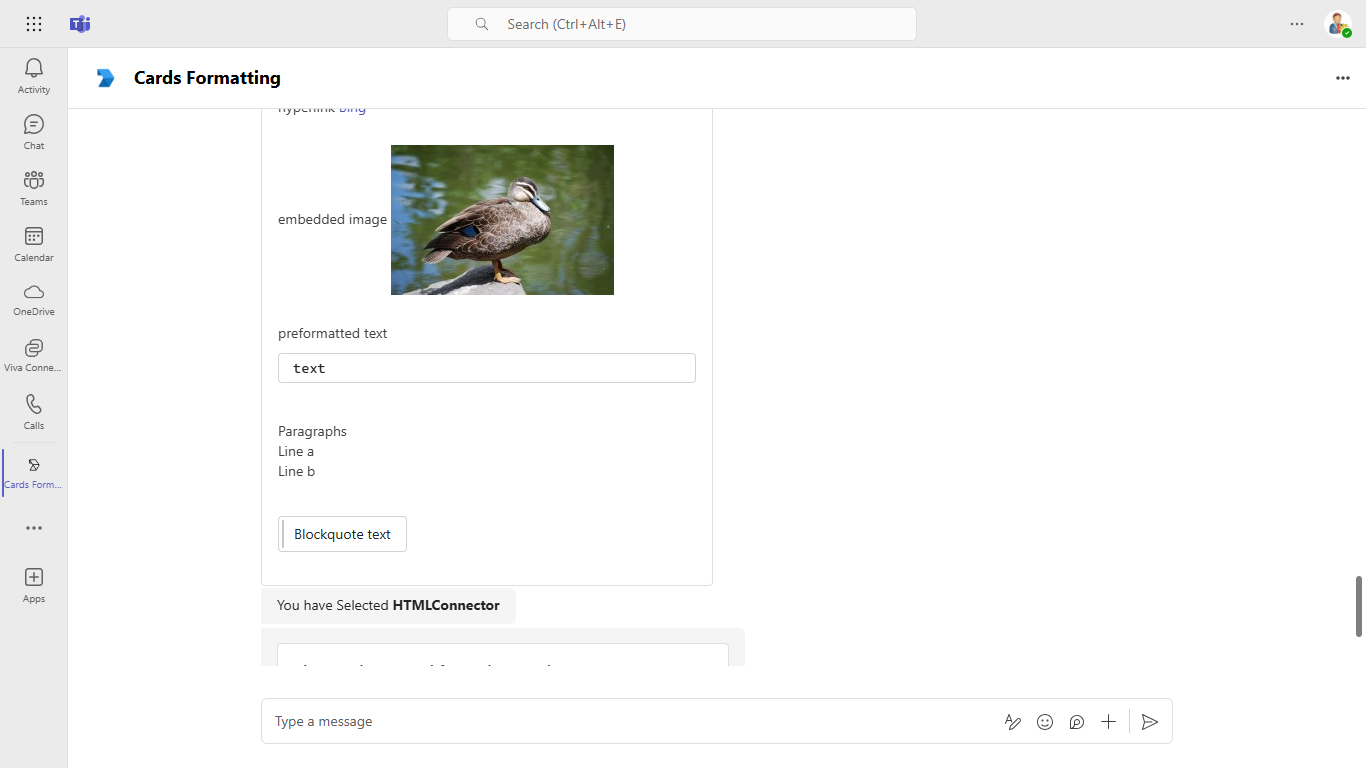 Search (Ctrl+Alt+E)
Activity
Chat
Teams
Calendar
OneDrive
Viva Conne...
Calls
Cards Form...
Apps
Cards Formatting
hyperlink Bing
embedded image
preformatted text
text
Paragraphs
Line a
Line b
Blockquote text
You have Selected HTMLConnector
Type a message